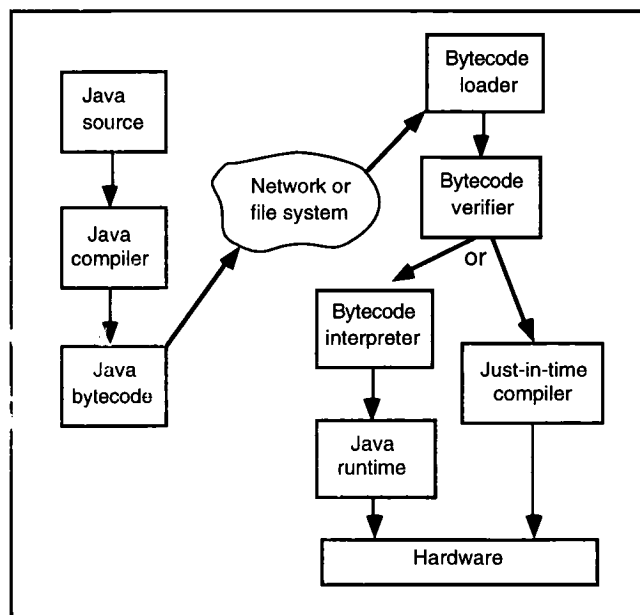 Java
source
Java
compiler
Java
bytecode
Network or
file system
Bytecode
loader
Bytecode
verifier
or
Bytecode
interpreter
Just-in-time
compiler
Java
runtime
Hardware